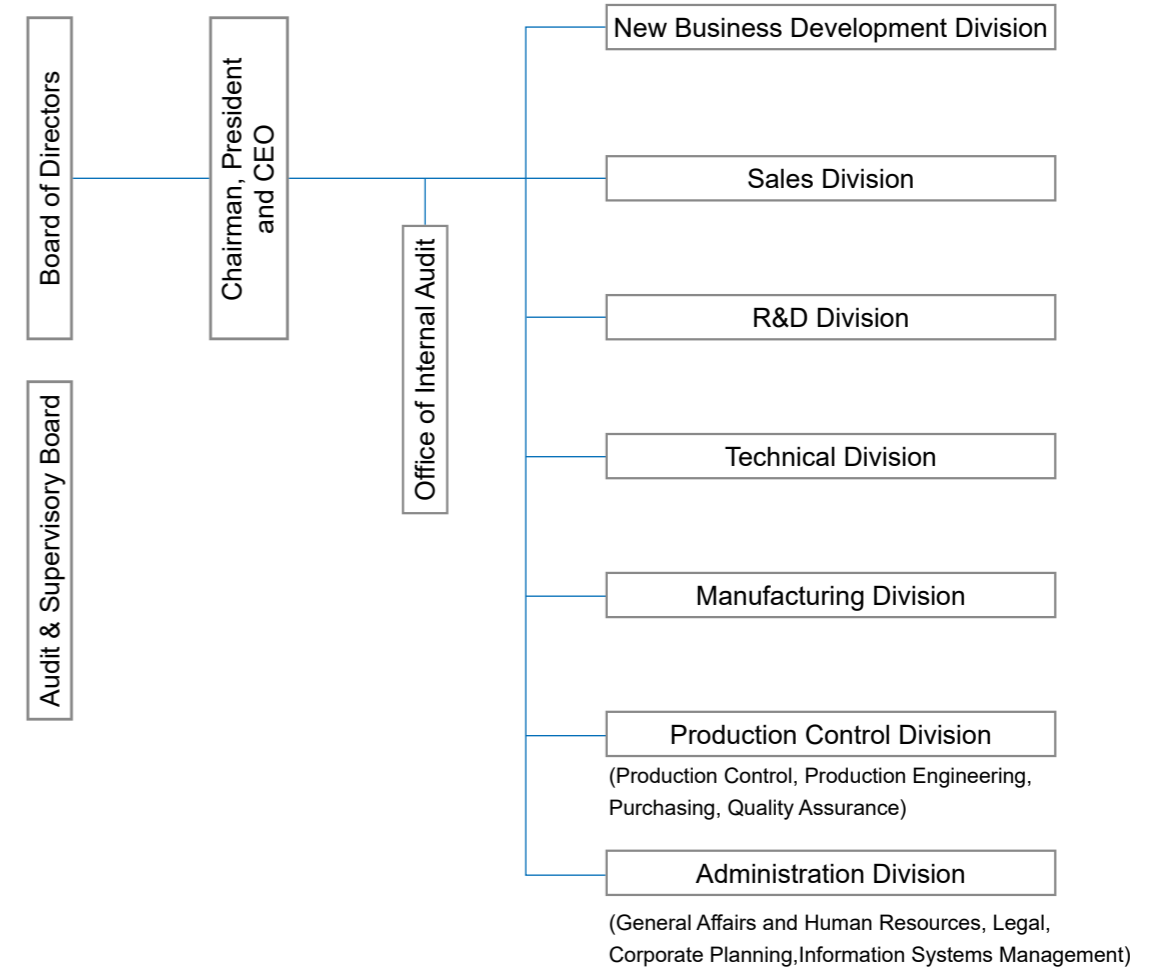 Board of Directors
Audit & Supervisory Board
Chairman, President
and CEO
Office of Internal Audit
New Business Development Division
Sales Division
R&D Division
Technical Division
Manufacturing Division
Production Control Division
(Production Control, Production Engineering,
Purchasing, Quality Assurance)
Administration Division
(General Affairs and Human Resources, Legal,
Corporate Planning,Information Systems Management)